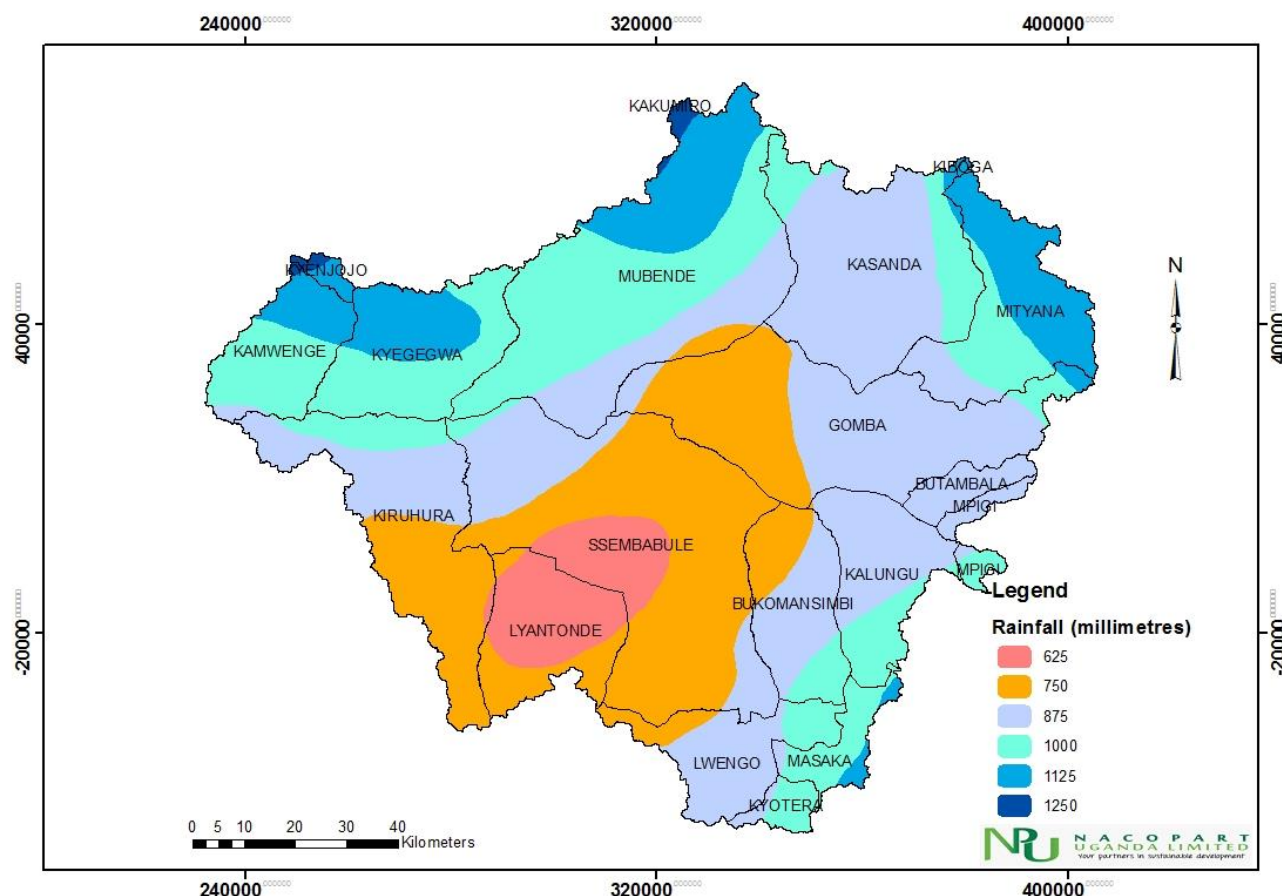 240000 320000 400000
KAKUMIRO
KIBOGA
KYENJOJO
KASANDA
MUBENDE
N
MITYANA
40000 40000
KAMWENGE
KYEGEGWA
GOMBA
BUTAMBALA
MPIGI
KIRUHURA
SSEMBABULE
MPIGI
KALUNGU
Legend
BUKOMANSIMBI
Rainfall (millimetres)
LYANTONDE
-20000 -20000
625
750
875
1000
1125
1250
LWENGO
MASAKA
KYOTERA
0 5 10 20 30 40
Kilometers
NPU NACOPART
UGANDA LIMITED
Your partners in sustainable development
240000 320000 400000